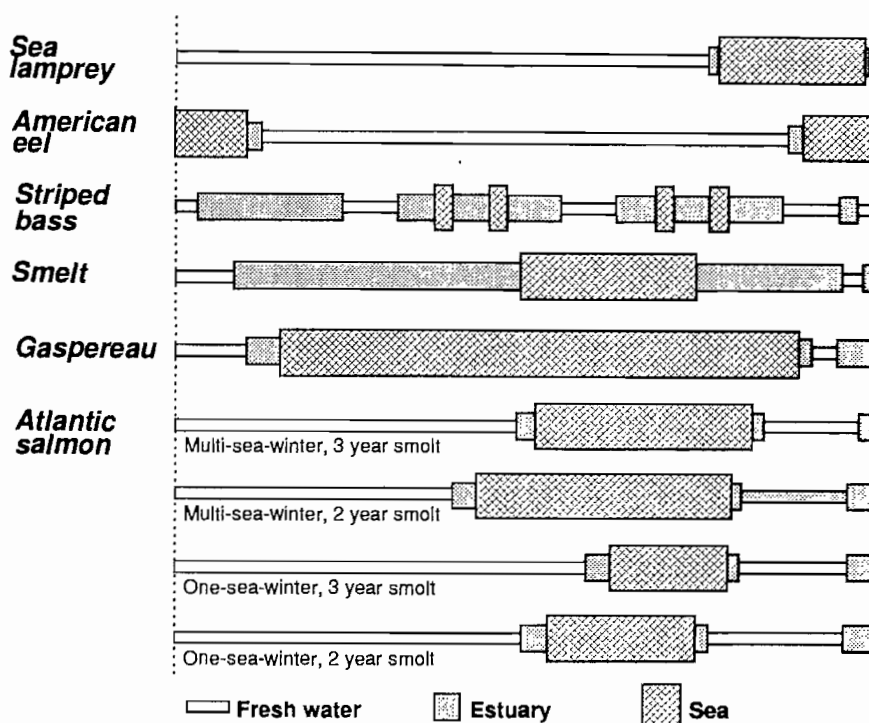 Sea
lamprey
American
eel
Striped
bass
Smelt
Gaspereau
Atlantic
salmon
Multi-sea-winter, 3 year smolt
Multi-sea-winter, 2 year smolt
One-sea-winter, 3 year smolt
One-sea-winter, 2 year smolt
Fresh water Estuary Sea